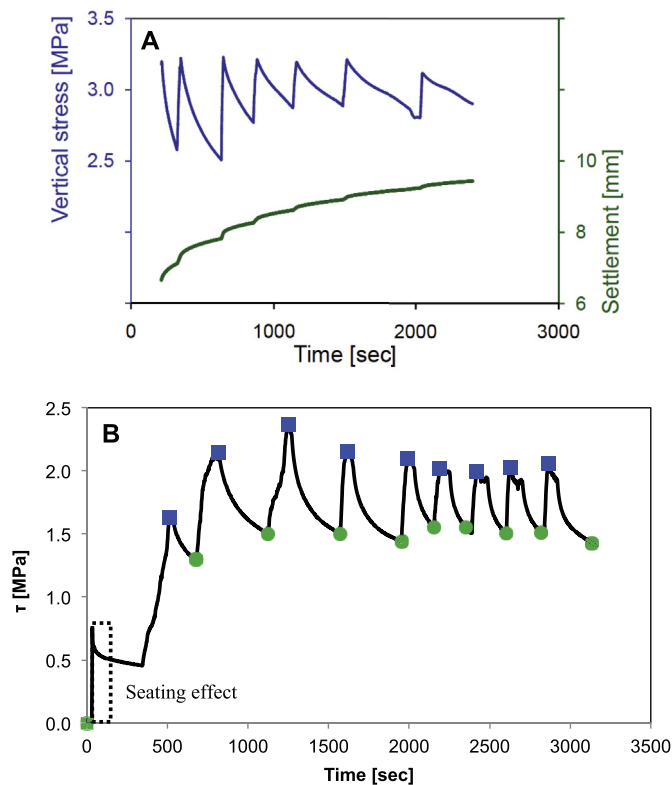 A
Vertical stress [MPa]
3.5
3.0
2.5
10
8
6
Settlement [mm]
0 1000 2000 3000
Time [sec]
B
τ [MPa]
2.5
2.0
1.5
1.0
0.5
0.0
Seating effect
0 500 1000 1500 2000 2500 3000 3500
Time [sec]